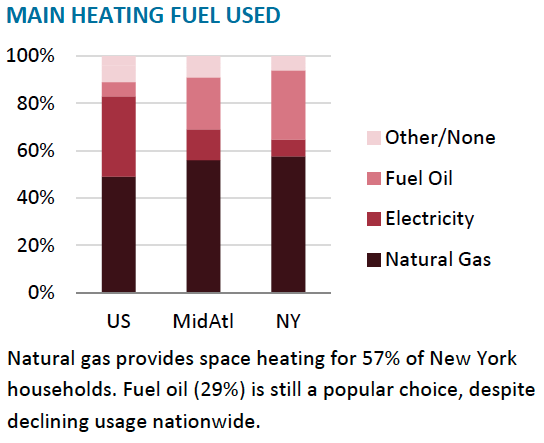 MAIN HEATING FUEL USED
100%
80%
60%
40%
20%
0%
US MidAtl NY
Other/None
Fuel Oil
Electricity
Natural Gas
Natural gas provides space heating for 57% of New York
households. Fuel oil (29%) is still a popular choice, despite
declining usage nationwide.